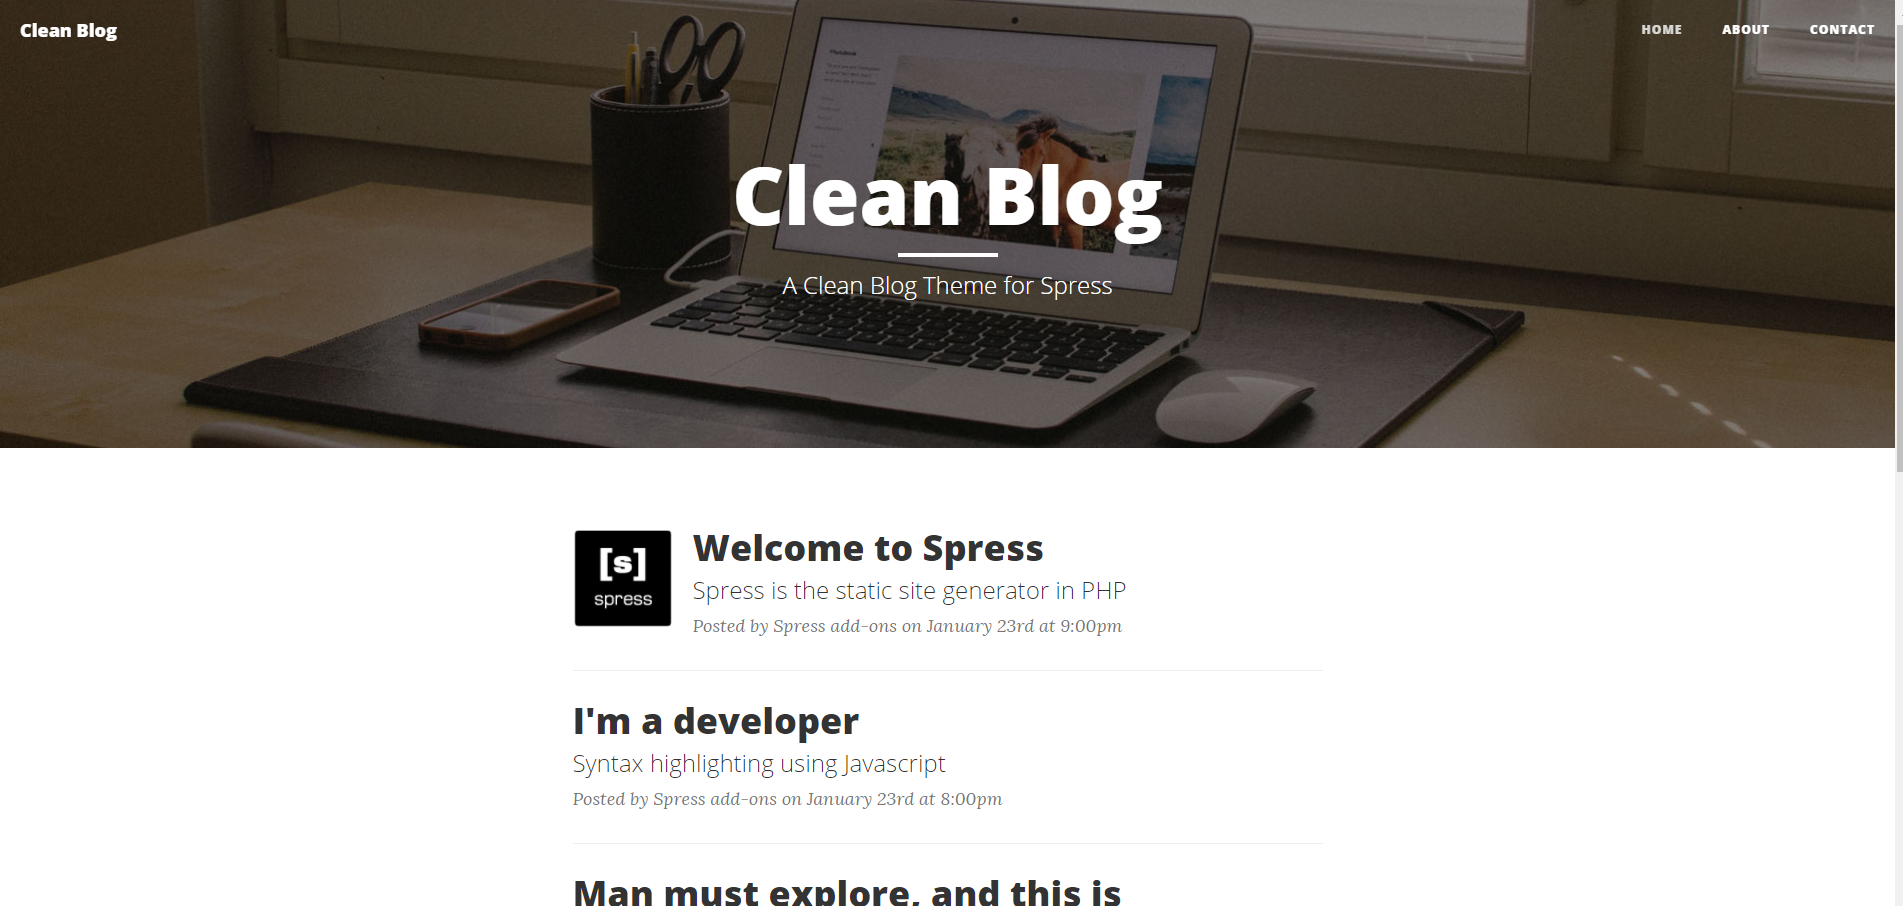 Clean Blog
HOME ABOUT CONTACT
Clean Blog
A Clean Blog Theme for Spress
[s]
spress
Welcome to Spress
Spress is the static site generator in PHP
Posted by Spress add-ons on January 23rd at 9:00pm
I'm a developer
Syntax highlighting using Javascript
Posted by Spress add-ons on January 23rd at 8:00pm
Man must explore, and this is